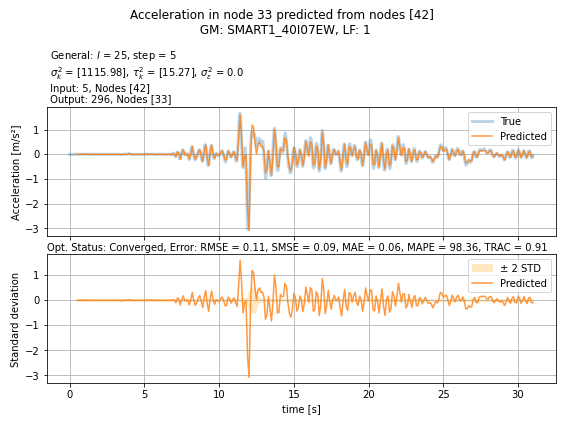 Acceleration in node 33 predicted from nodes [42]
GM: SMART1_40I07EW, LF: 1
General: l = 25, step = 5
σ_k² = [1115.98], τ_k² = [15.27], σ_ε² = 0.0
Input: 5, Nodes [42]
Output: 296, Nodes [33]
Acceleration [m/s²]
1
0
−1
−2
−3
True
Predicted
Opt. Status: Converged, Error: RMSE = 0.11, SMSE = 0.09, MAE = 0.06, MAPE = 98.36, TRAC = 0.91
Standard deviation
1
0
−1
−2
−3
± 2 STD
Predicted
0 5 10 15 20 25 30
time [s]